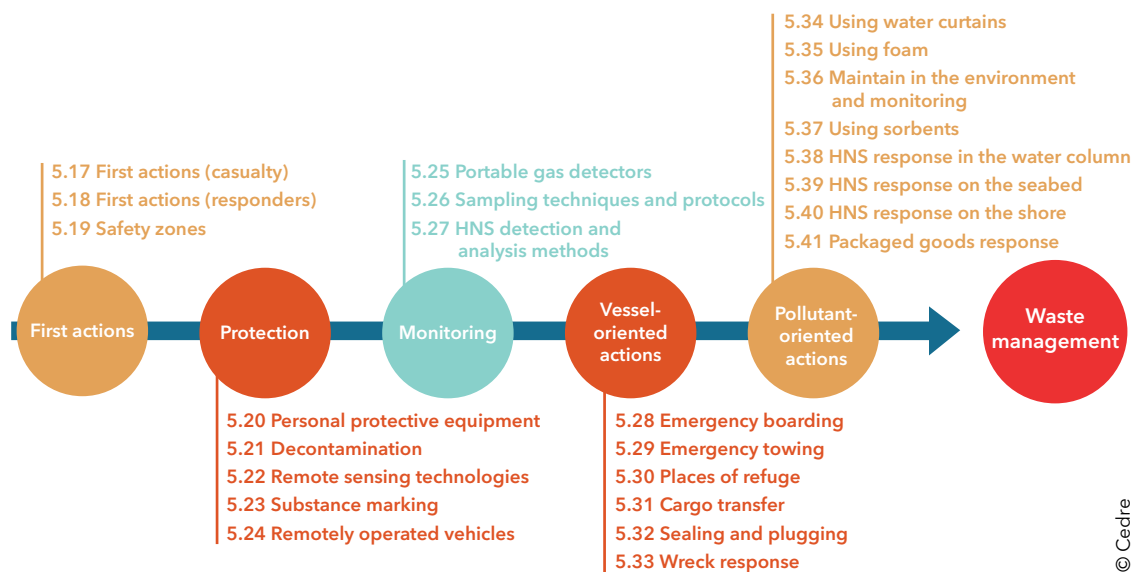 5.34 Using water curtains
5.35 Using foam
5.36 Maintain in the environment
and monitoring
5.37 Using sorbents
5.38 HNS response in the water column
5.39 HNS response on the seabed
5.40 HNS response on the shore
5.41 Packaged goods response
5.17 First actions (casualty)
5.18 First actions (responders)
5.19 Safety zones
5.25 Portable gas detectors
5.26 Sampling techniques and protocols
5.27 HNS detection and
analysis methods
First actions
Protection
Monitoring
Vessel-
oriented
actions
Pollutant-
oriented
actions
Waste
management
5.20 Personal protective equipment
5.21 Decontamination
5.22 Remote sensing technologies
5.23 Substance marking
5.24 Remotely operated vehicles
5.28 Emergency boarding
5.29 Emergency towing
5.30 Places of refuge
5.31 Cargo transfer
5.32 Sealing and plugging
5.33 Wreck response
© Cedre